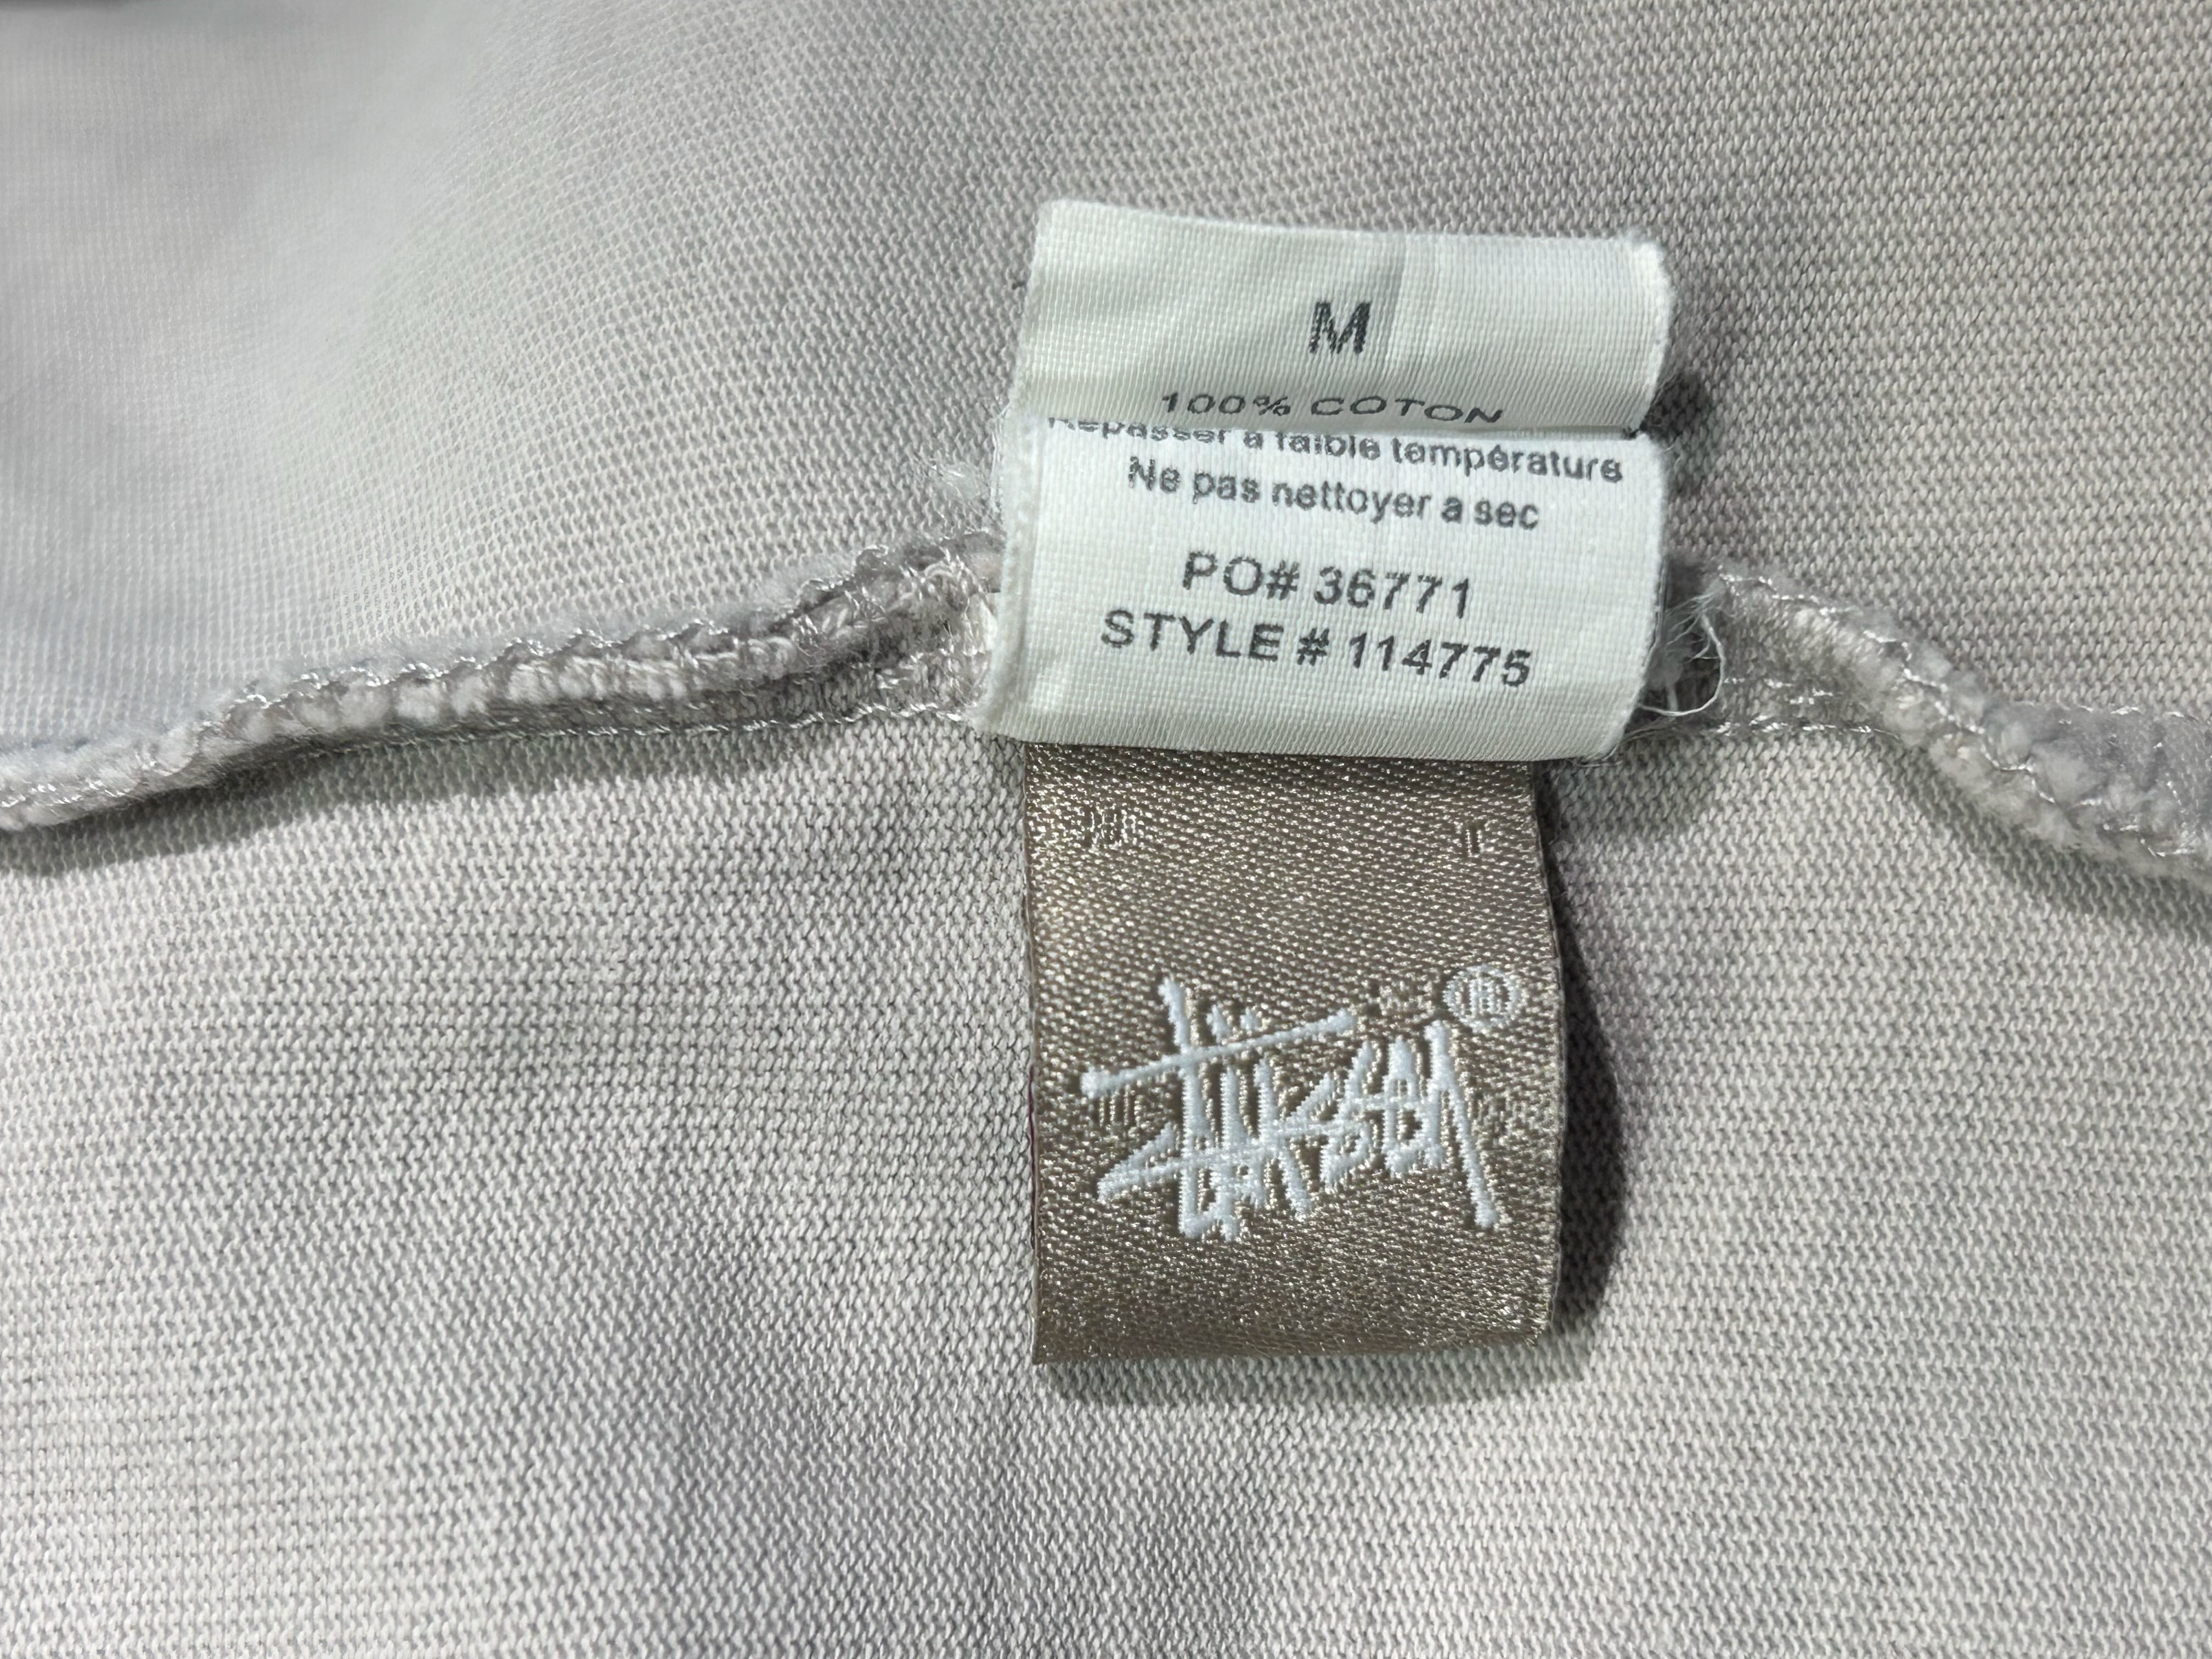 M
100% COTON
Repasser a faible température
Ne pas nettoyer a sec
PO# 36771
STYLE # 114775
Stüssy ®